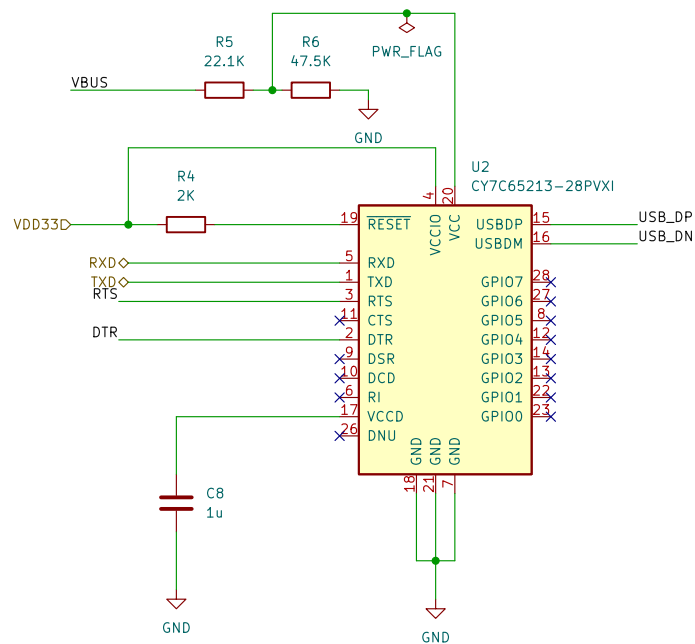 R5
22.1K
R6
47.5K
PWR_FLAG
VBUS
GND
U2
CY7C65213-28PVXI
R4
2K
VDD33
4
20
19
RESET
VCCIO
VCC
USBDP
15
USB_DP
USBDM
16
USB_DN
RXD
5
RXD
TXD
1
TXD
RTS
3
RTS
11
CTS
DTR
2
DTR
9
DSR
10
DCD
6
RI
17
VCCD
26
DNU
GPIO7
28
GPIO6
27
GPIO5
8
GPIO4
12
GPIO3
14
GPIO2
13
GPIO1
22
GPIO0
23
GND
GND
GND
18
21
7
C8
1u
GND
GND